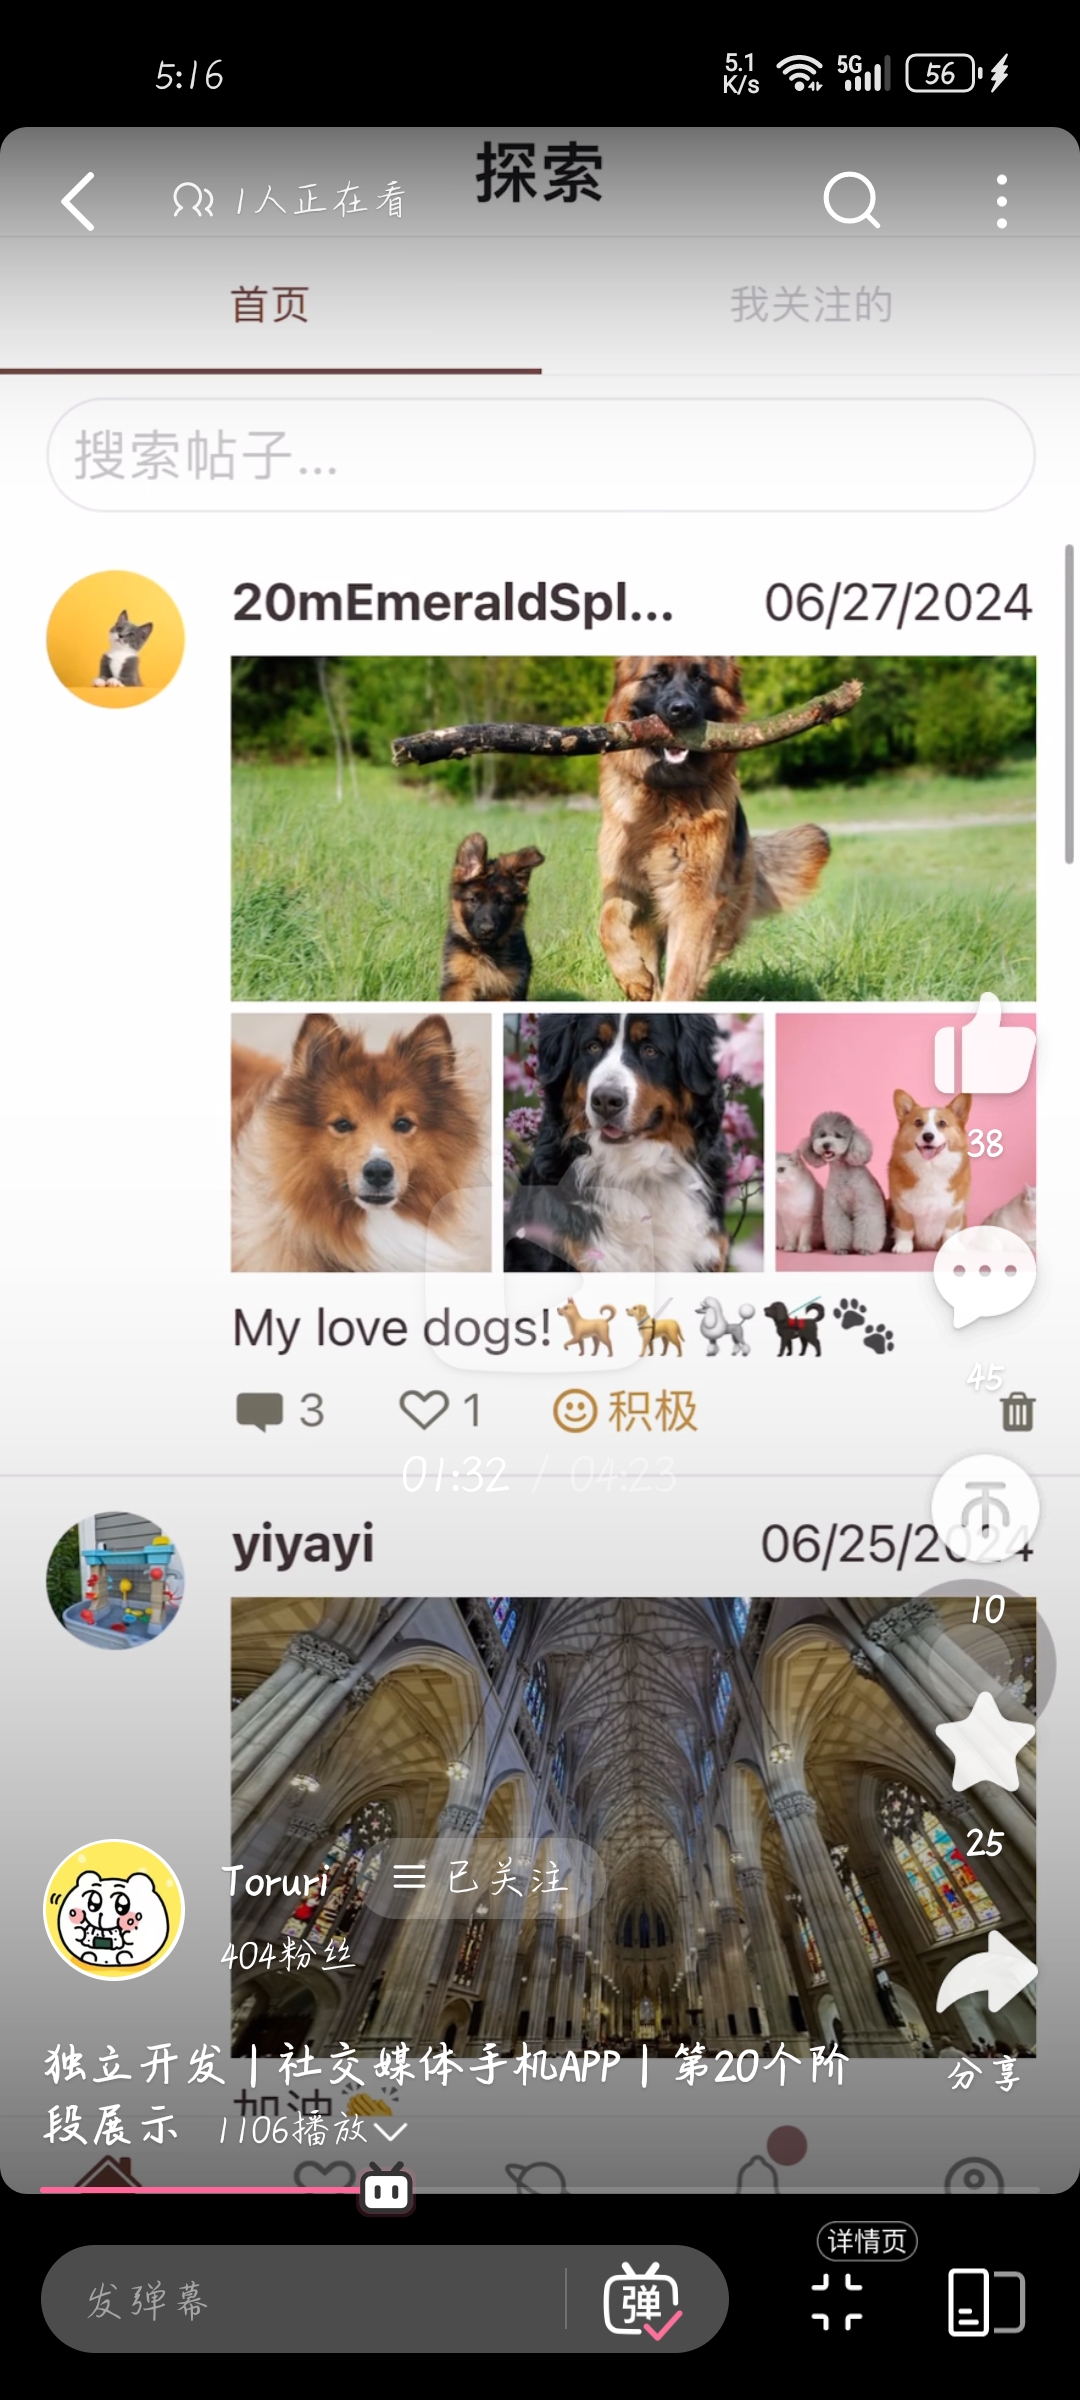 5:16
5.1 K/s 5G 56
探索
1人正在看
首页 我关注的
搜索帖子...
20mEmeraldSpl... 06/27/2024
38
My love dogs!
45
3 1 积极
01:32 / 04:23
yiyayi 06/25/2024
10
25
Toruri 已关注
404粉丝
独立开发 | 社交媒体手机APP | 第20个阶
段展示 1106播放
分享
加油
详情页
发弹幕 弹